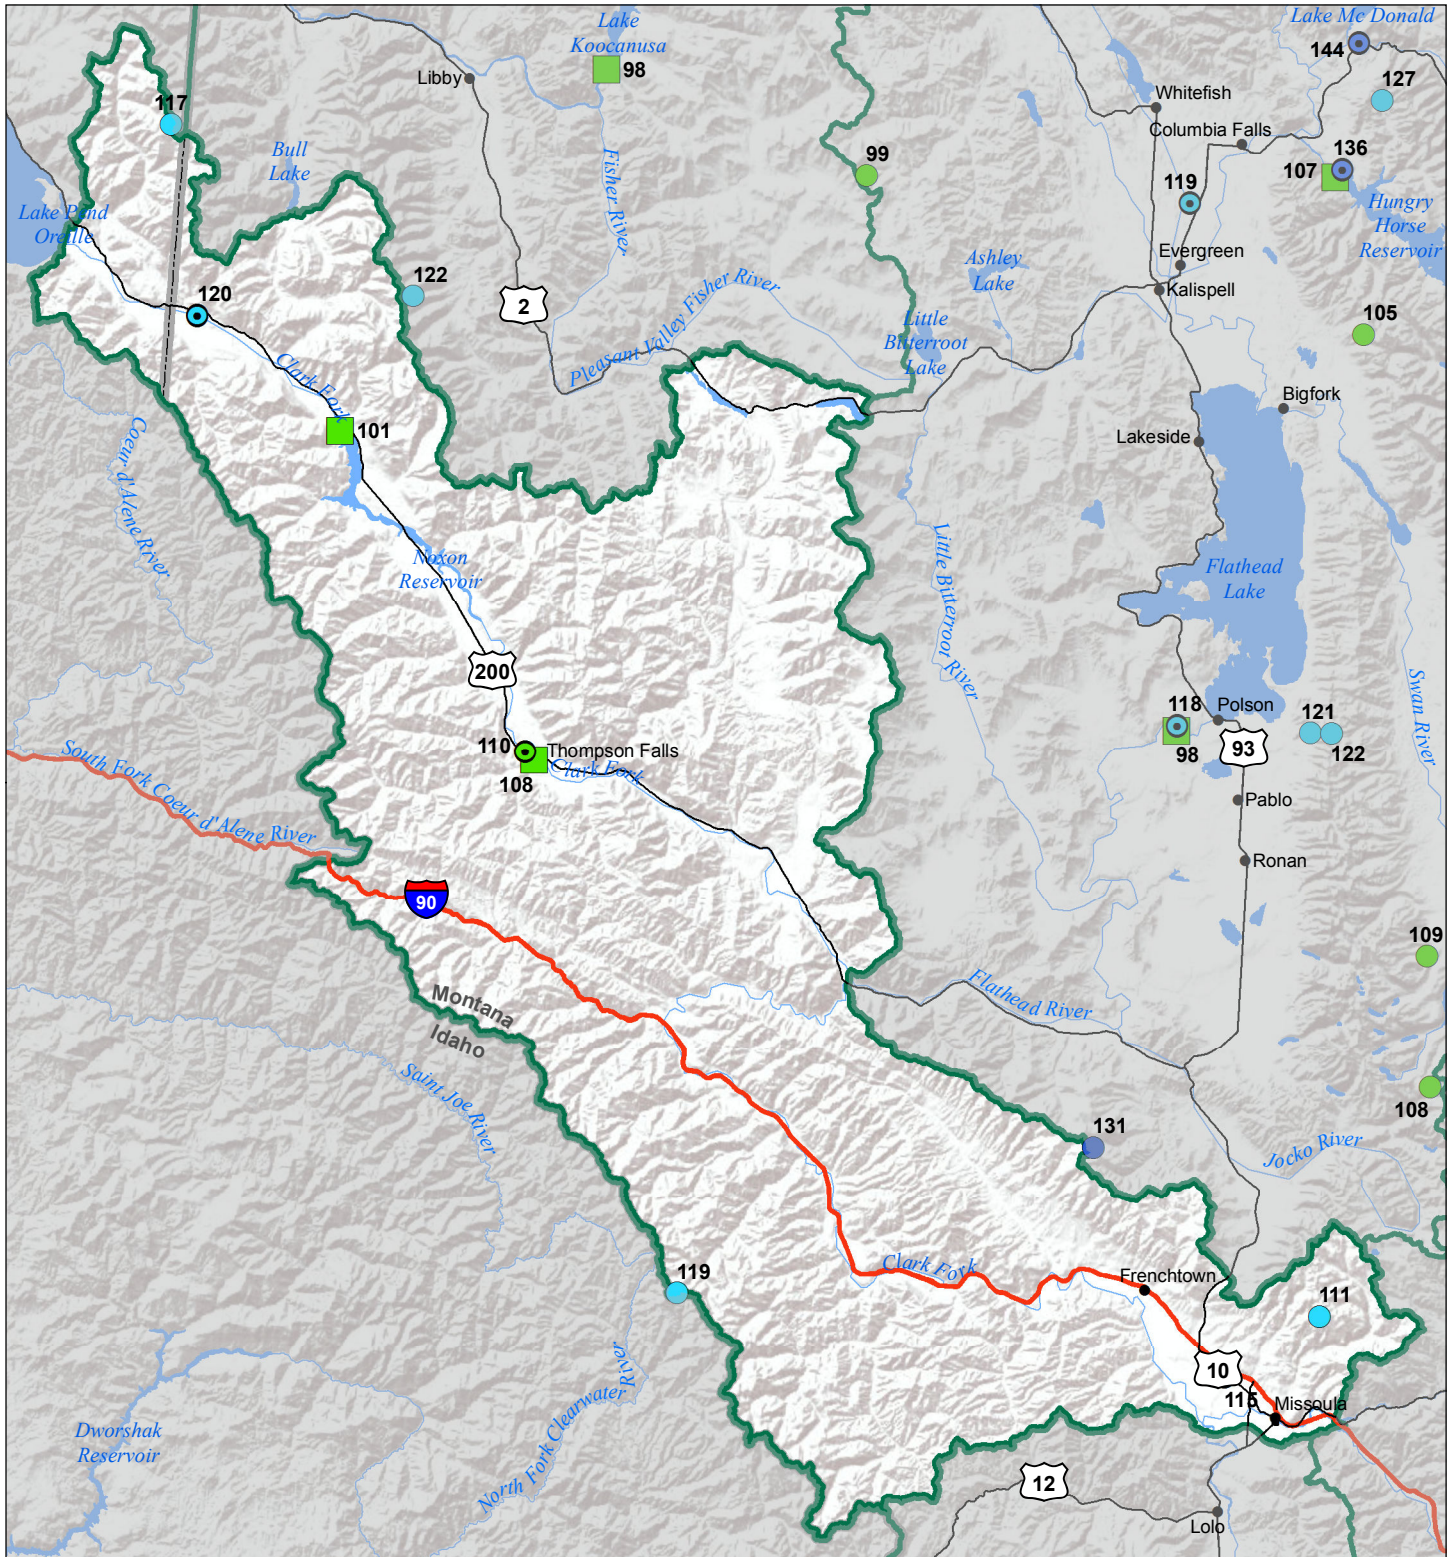 Lake Mc Donald
144
127
Lake
Koocanusa
98
Libby
Whitefish
Columbia Falls
117
Bull
Lake
99
136
107
119
Hungry
Horse
Reservoir
Fisher River
Lake Pend
Oreille
122
120
2
Pleasant Valley Fisher River
Ashley
Lake
Evergreen
Kalispell
Little
Bitterroot
Lake
105
Clark Fork
101
Bigfork
Lakeside
Coeur d'Alene River
Noxon
Reservoir
Little Bitterroot River
Flathead
Lake
200
Swan River
118
98
Polson
93
121
122
110
108
Thompson Falls
Clark Fork
South Fork Coeur d'Alene River
Pablo
Ronan
90
109
Montana
Idaho
Flathead River
Saint Joe River
108
131
Jocko River
119
Clark Fork
Frenchtown
111
10
115
Missoula
North Fork Clearwater
River
Dworshak
Reservoir
12
Lolo